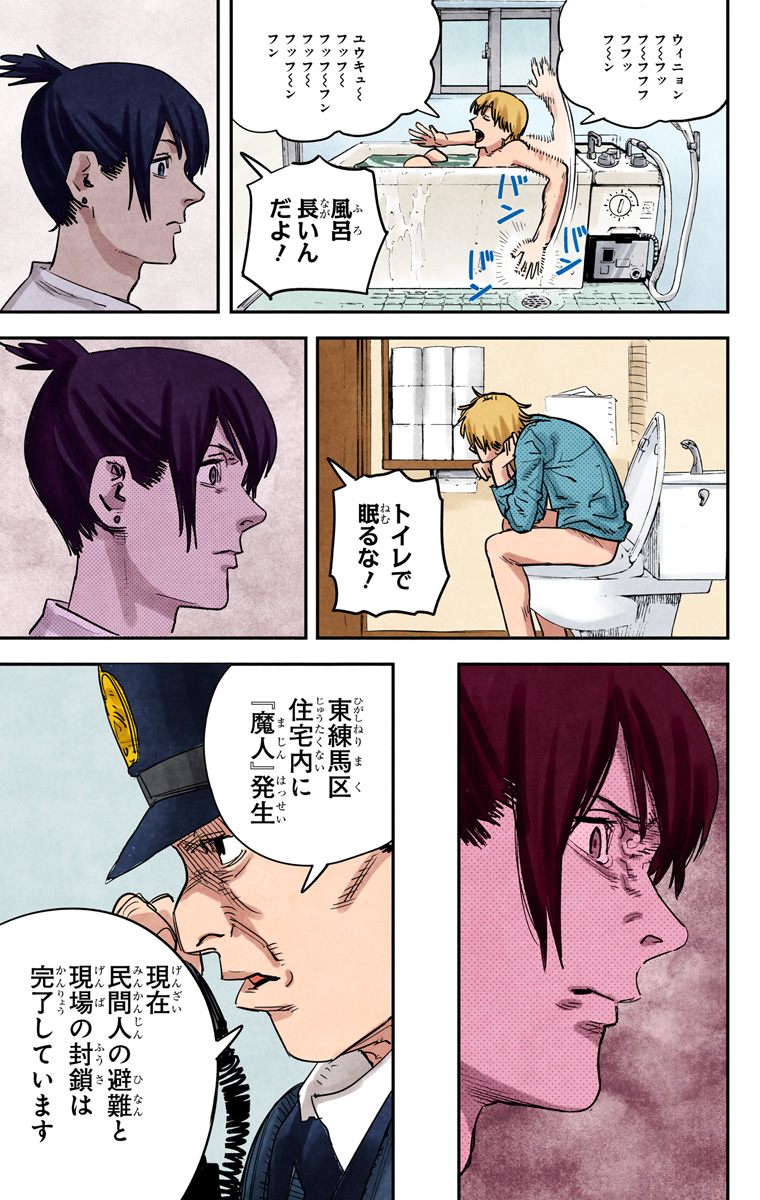 ウィニョン
フ〜フッ
フ〜フフフ
フフッ
フ〜ン
ユウキュ〜
フッフ〜
フッフ〜フン
フッフ〜
フッフ〜ン
フン
風呂
長いん
だよ！
バン
バン
バン
トイレで
眠るな！
東練馬区
住宅内に
『魔人』発生
現在
民間人の避難と
現場の封鎖は
完了しています